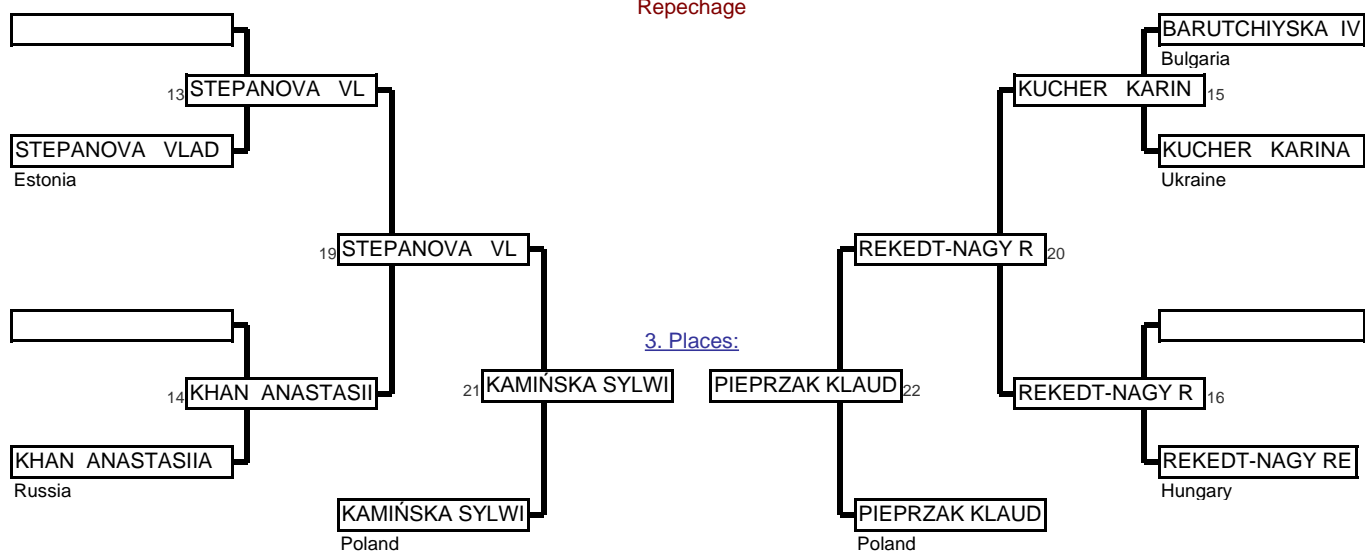 Repechage
BARUTCHIYSKA IV
Bulgaria
13 STEPANOVA VL
KUCHER KARIN 15
STEPANOVA VLAD
Estonia
KUCHER KARINA
Ukraine
19 STEPANOVA VL
REKEDT-NAGY R 20
3. Places:
14 KHAN ANASTASII
21 KAMIŃSKA SYLWI
PIEPRZAK KLAUD 22
REKEDT-NAGY R 16
KHAN ANASTASIIA
Russia
REKEDT-NAGY RE
Hungary
KAMIŃSKA SYLWI
Poland
PIEPRZAK KLAUD
Poland